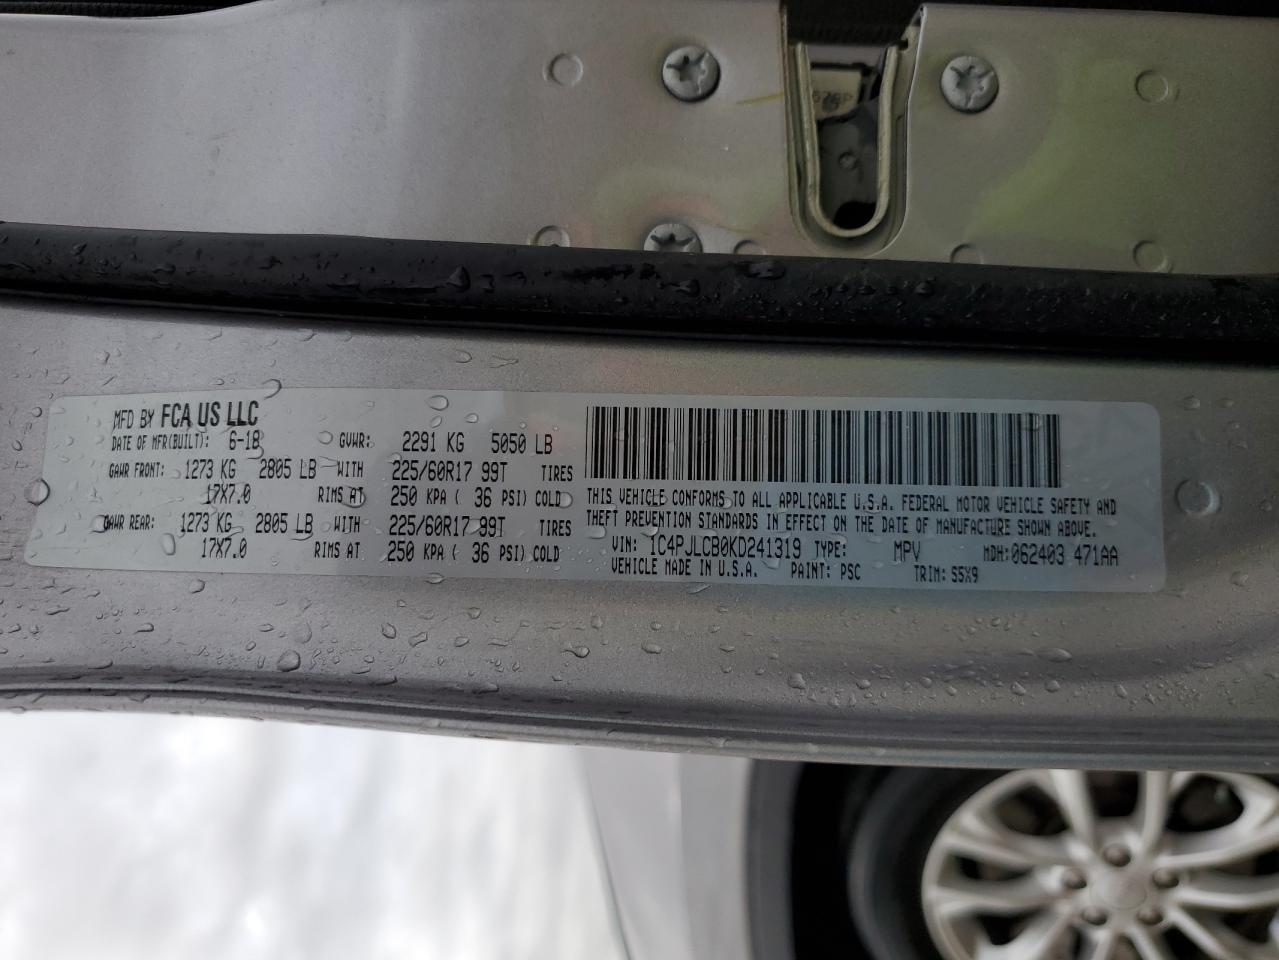 MFD BY FCA US LLC
DATE OF MFR(BUILT): 6-18 GVWR: 2291 KG 5050 LB
GAWR FRONT: 1273 KG 2805 LB WITH 225/60R17 99T TIRES
17X7.0 RIMS AT 250 KPA ( 36 PSI) COLD
GAWR REAR: 1273 KG 2805 LB WITH 225/60R17 99T TIRES
17X7.0 RIMS AT 250 KPA ( 36 PSI) COLD
THIS VEHICLE CONFORMS TO ALL APPLICABLE U.S.A. FEDERAL MOTOR VEHICLE SAFETY AND
THEFT PREVENTION STANDARDS IN EFFECT ON THE DATE OF MANUFACTURE SHOWN ABOVE.
VIN: 1C4PJLCB0KD241319 TYPE: MPV MDH:062403 471AA
VEHICLE MADE IN U.S.A. PAINT: PSC TRIM: S5X9